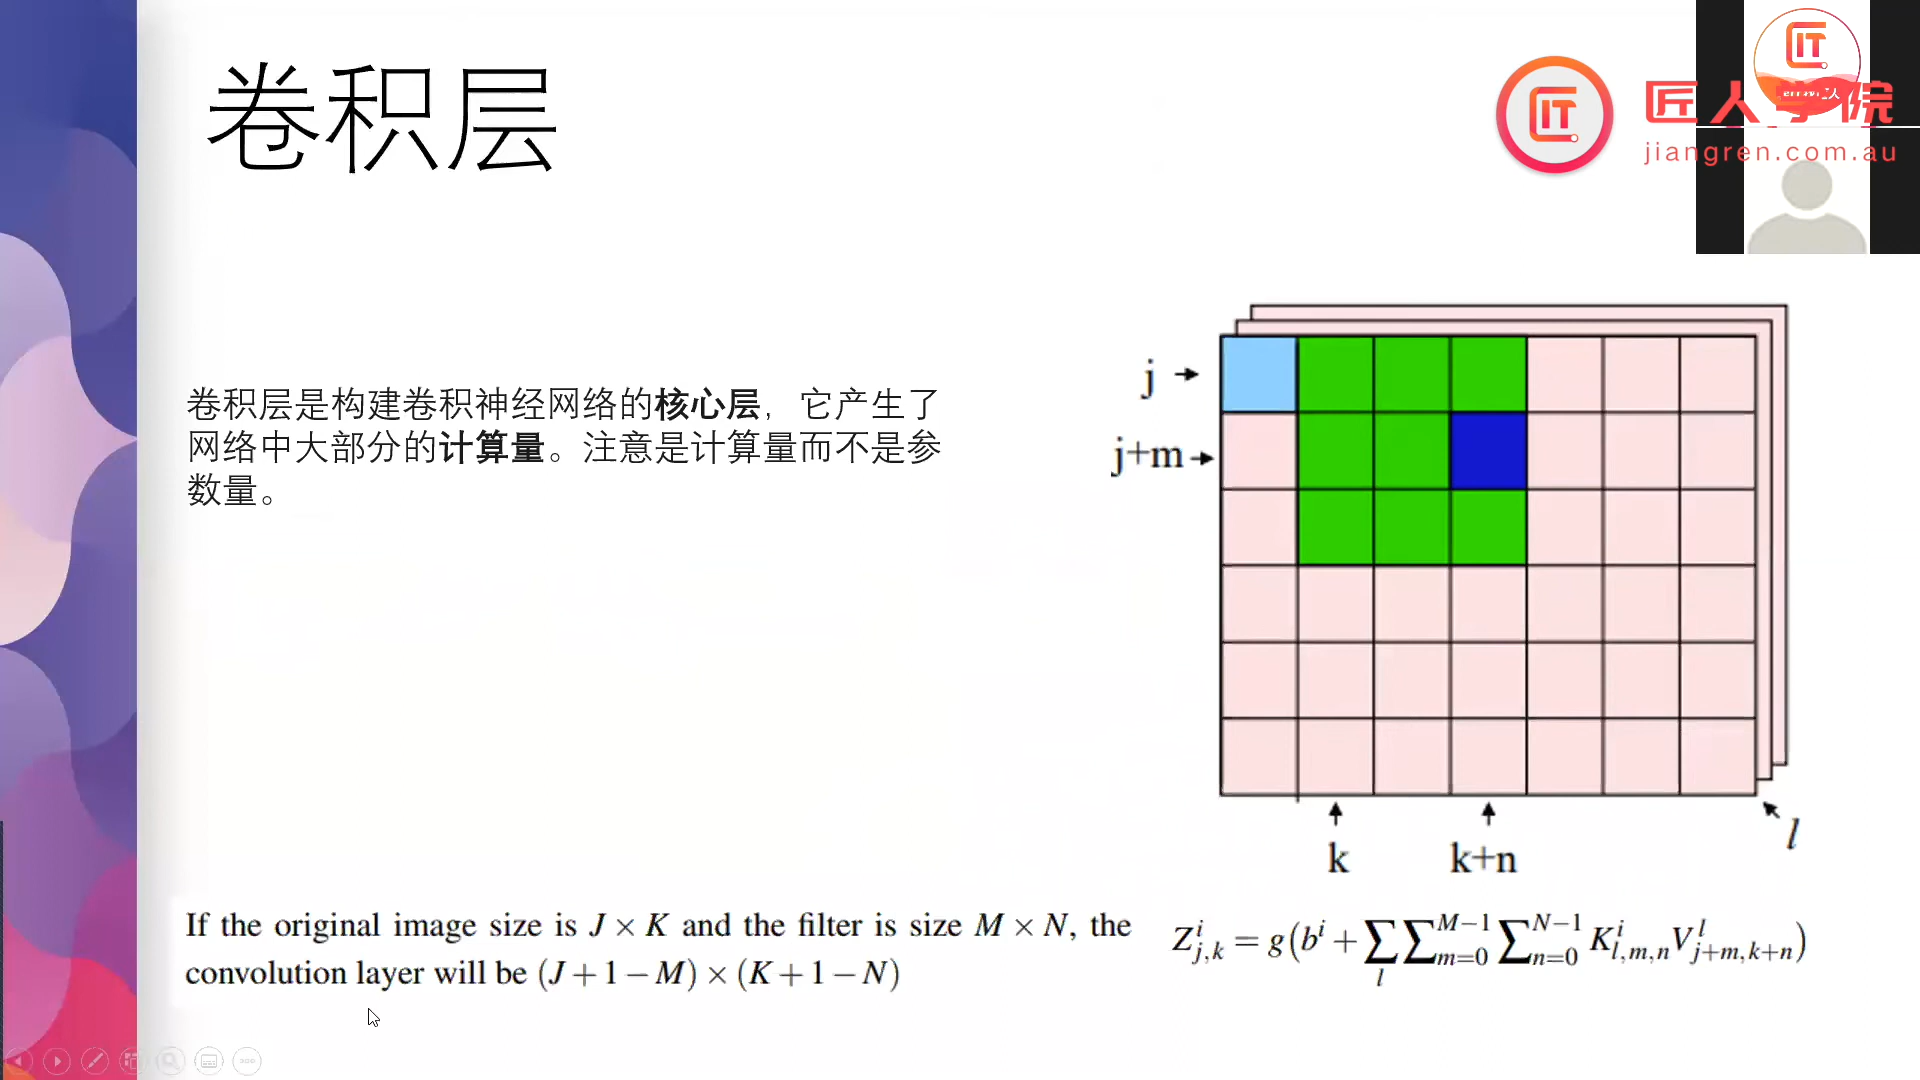 卷积层
IT
匠人学院
jiangren.com.au
卷积层是构建卷积神经网络的核心层，它产生了
网络中大部分的计算量。注意是计算量而不是参
数量。
j
j+m
k
k+n
l
If the original image size is J × K and the filter is size M × N, the
convolution layer will be (J + 1 − M) × (K + 1 − N)
Z^i_{j,k} = g(b^i + ∑_l ∑_{m=0}^{M−1} ∑_{n=0}^{N−1} K^i_{l,m,n} V^l_{j+m,k+n})
IT